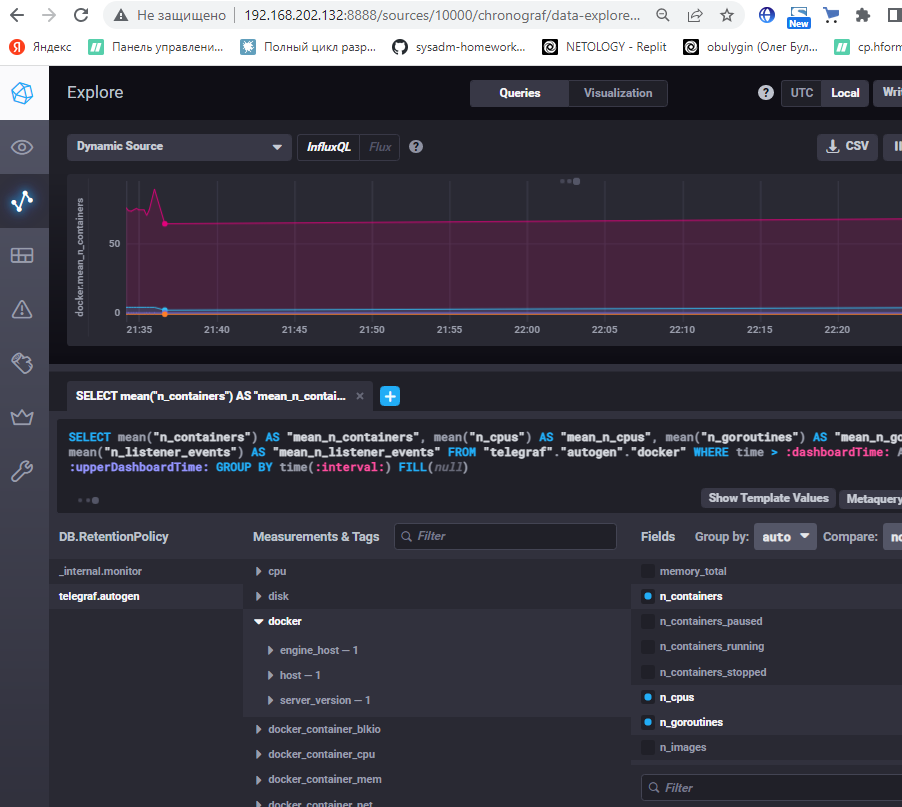 Не защищено
192.168.202.132:8888/sources/10000/chronograf/data-explore...
New
Яндекс
Панель управлени...
Полный цикл разр...
sysadm-homework...
NETOLOGY - Replit
obulygin (Олег Бул...
cp.hform
Explore
Queries
Visualization
?
UTC
Local
Wri
Dynamic Source
InfluxQL
Flux
?
CSV
docker.mean_n_containers
50
0
21:35
21:40
21:45
21:50
21:55
22:00
22:05
22:10
22:15
22:20
SELECT mean("n_containers") AS "mean_n_contai...
SELECT mean("n_containers") AS "mean_n_containers", mean("n_cpus") AS "mean_n_cpus", mean("n_goroutines") AS "mean_n_go
mean("n_listener_events") AS "mean_n_listener_events" FROM "telegraf"."autogen"."docker" WHERE time > :dashboardTime: A
:upperDashboardTime: GROUP BY time(:interval:) FILL(null)
Show Template Values
Metaquery
DB.RetentionPolicy
Measurements & Tags
Filter
Fields
Group by:
auto
Compare:
no
_internal.monitor
telegraf.autogen
cpu
disk
docker
engine_host — 1
host — 1
server_version — 1
docker_container_blkio
docker_container_cpu
docker_container_mem
docker_container_net
memory_total
n_containers
n_containers_paused
n_containers_running
n_containers_stopped
n_cpus
n_goroutines
n_images
Filter